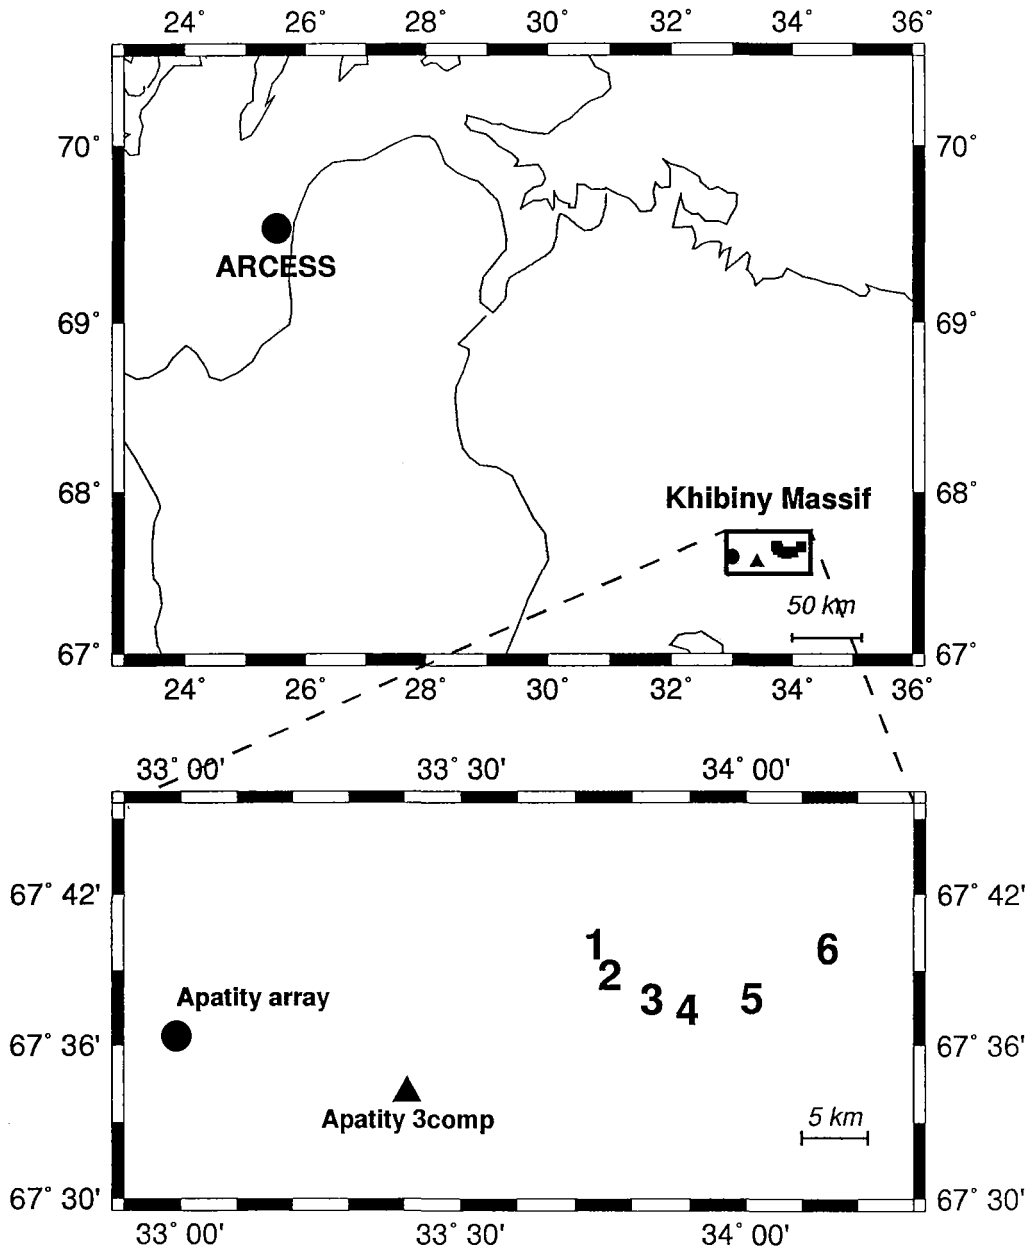 24° 26° 28° 30° 32° 34° 36°
70° 70°
ARCESS
69° 69°
68° 68°
Khibiny Massif
50 km
67° 67°
24° 26° 28° 30° 32° 34° 36°
33° 00' 33° 30' 34° 00'
67° 42' 67° 42'
1
6
2
Apatity array
3 4 5
67° 36' 67° 36'
Apatity 3comp
5 km
67° 30' 67° 30'
33° 00' 33° 30' 34° 00'